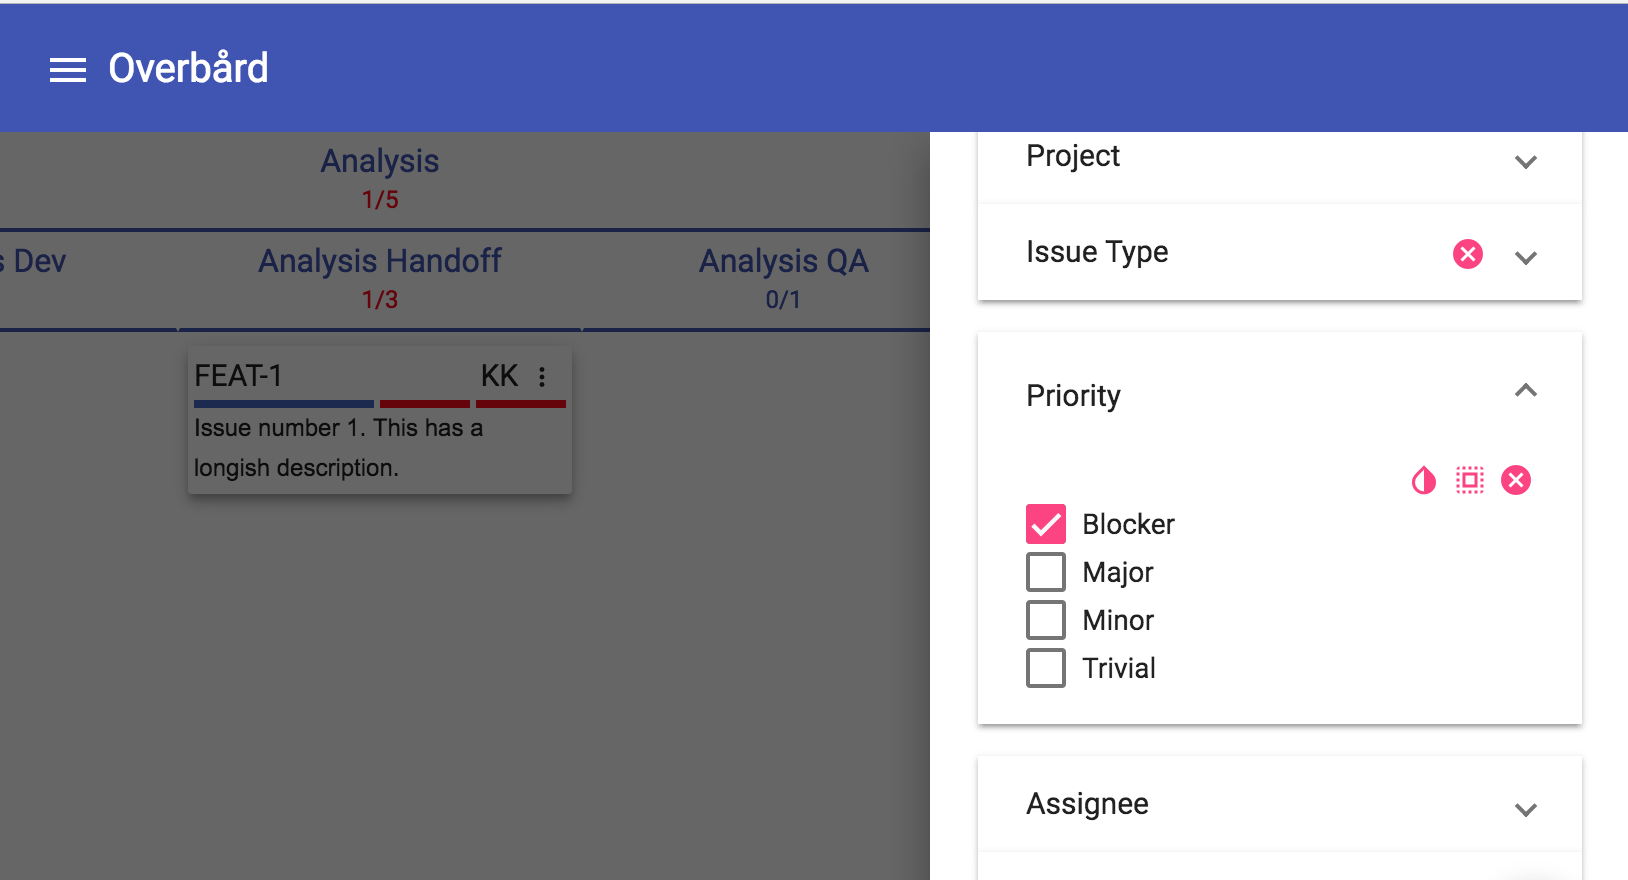 Overbård
Analysis
1/5
s Dev
Analysis Handoff
1/3
Analysis QA
0/1
FEAT-1
KK
Issue number 1. This has a
longish description.
Project
Issue Type
Priority
Blocker
Major
Minor
Trivial
Assignee